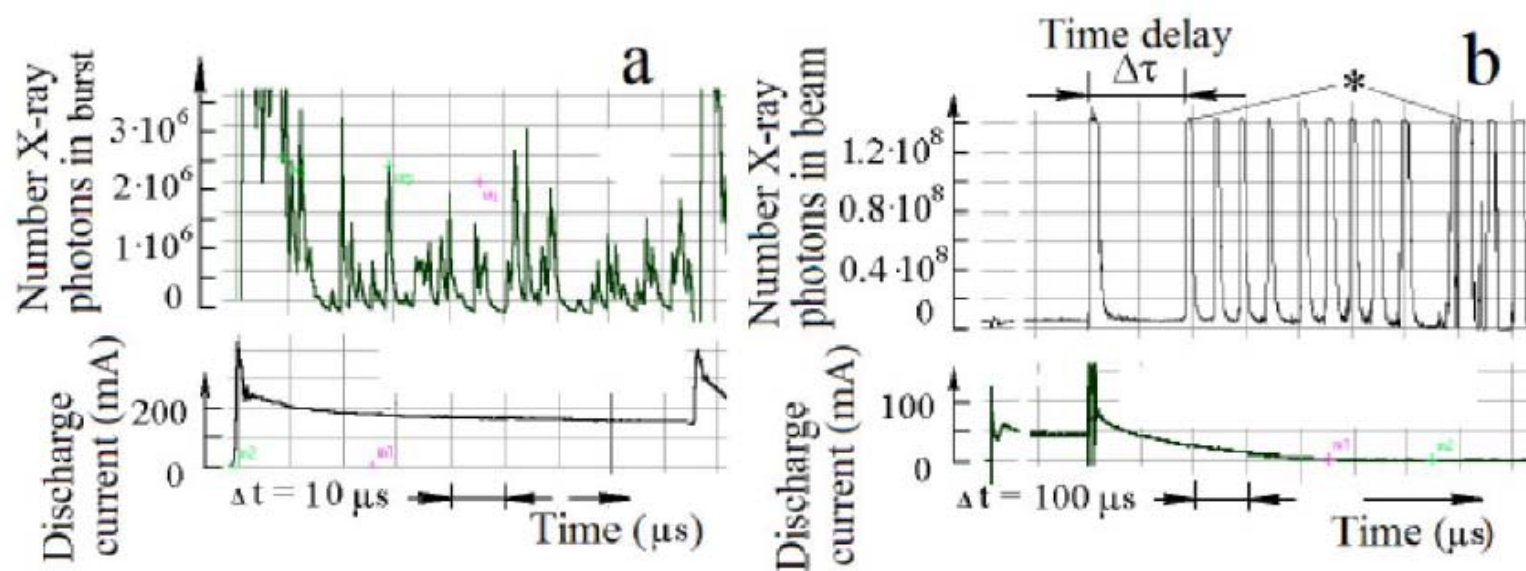 a
Number X-ray
photons in burst
3·10⁶
2·10⁶
1·10⁶
0
Discharge
current (mA)
200
0
Δt = 10 μs
Time (μs)
Time delay
Δτ
*
b
Number X-ray
photons in beam
1.2·10⁸
0.8·10⁸
0.4·10⁸
0
Discharge
current (mA)
100
0
Δt = 100 μs
Time (μs)